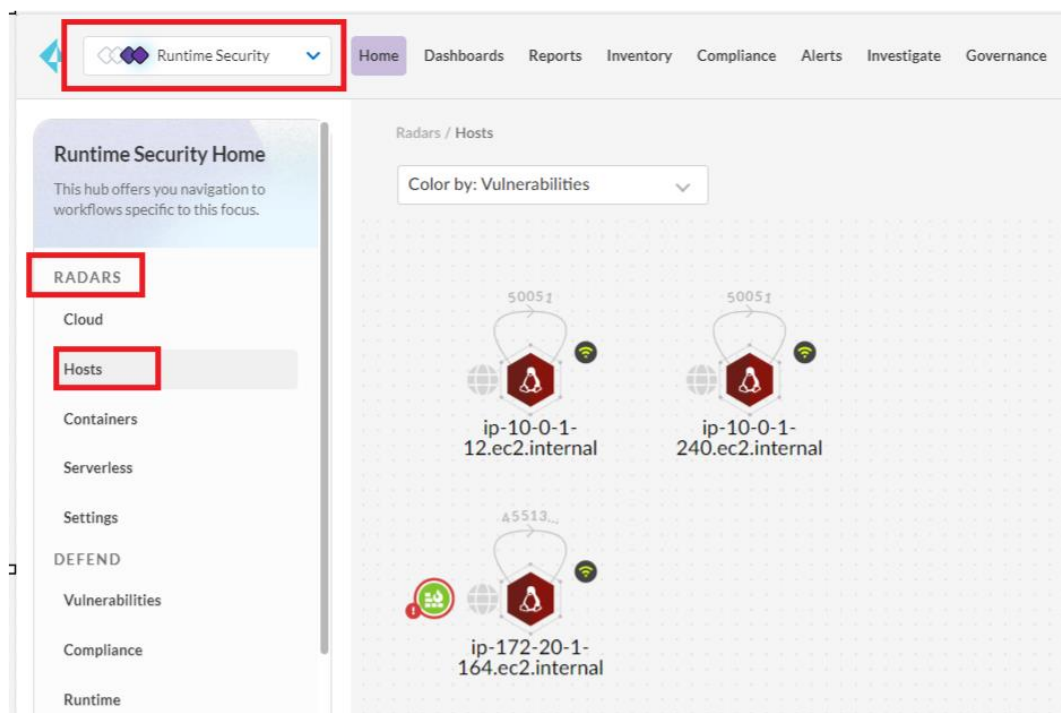 Runtime Security
Home
Dashboards
Reports
Inventory
Compliance
Alerts
Investigate
Governance
Runtime Security Home
This hub offers you navigation to
workflows specific to this focus.
RADARS
Cloud
Hosts
Containers
Serverless
Settings
DEFEND
Vulnerabilities
Compliance
Runtime
Radars / Hosts
Color by: Vulnerabilities
50051
ip-10-0-1-
12.ec2.internal
50051
ip-10-0-1-
240.ec2.internal
45513...
ip-172-20-1-
164.ec2.internal